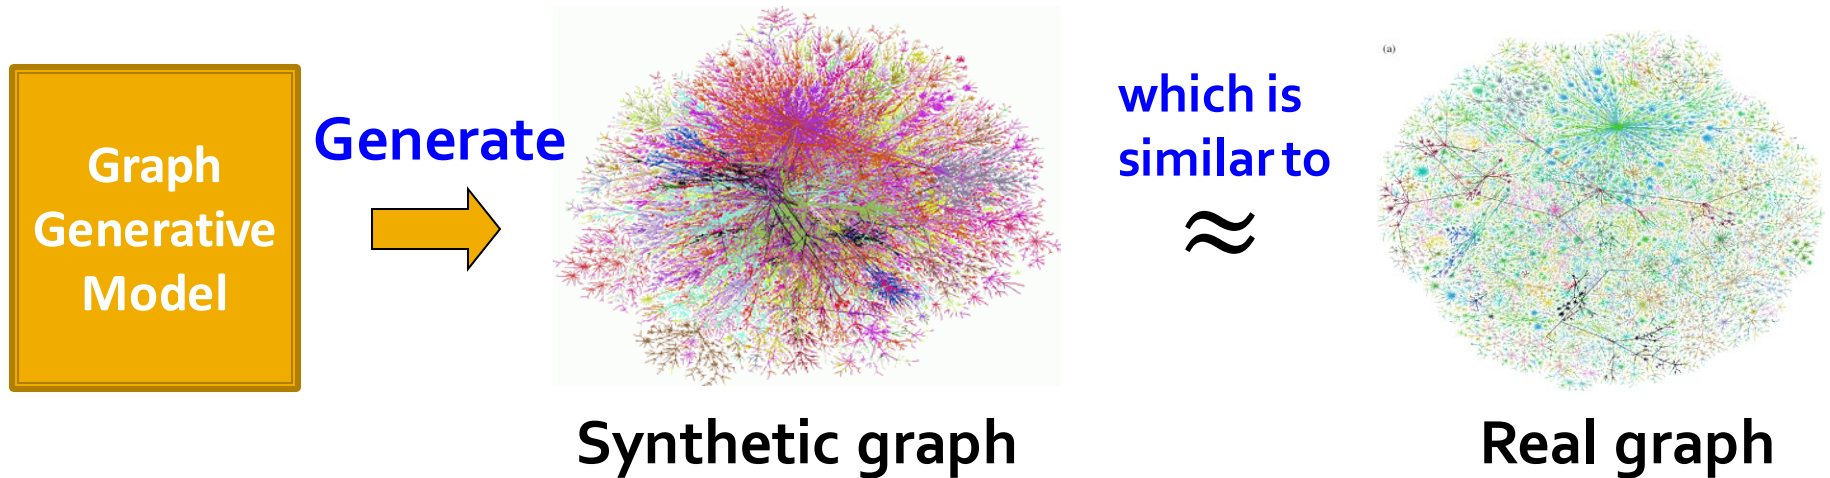 Graph
Generative
Model
Generate
which is
similar to
≈
(a)
Synthetic graph
Real graph